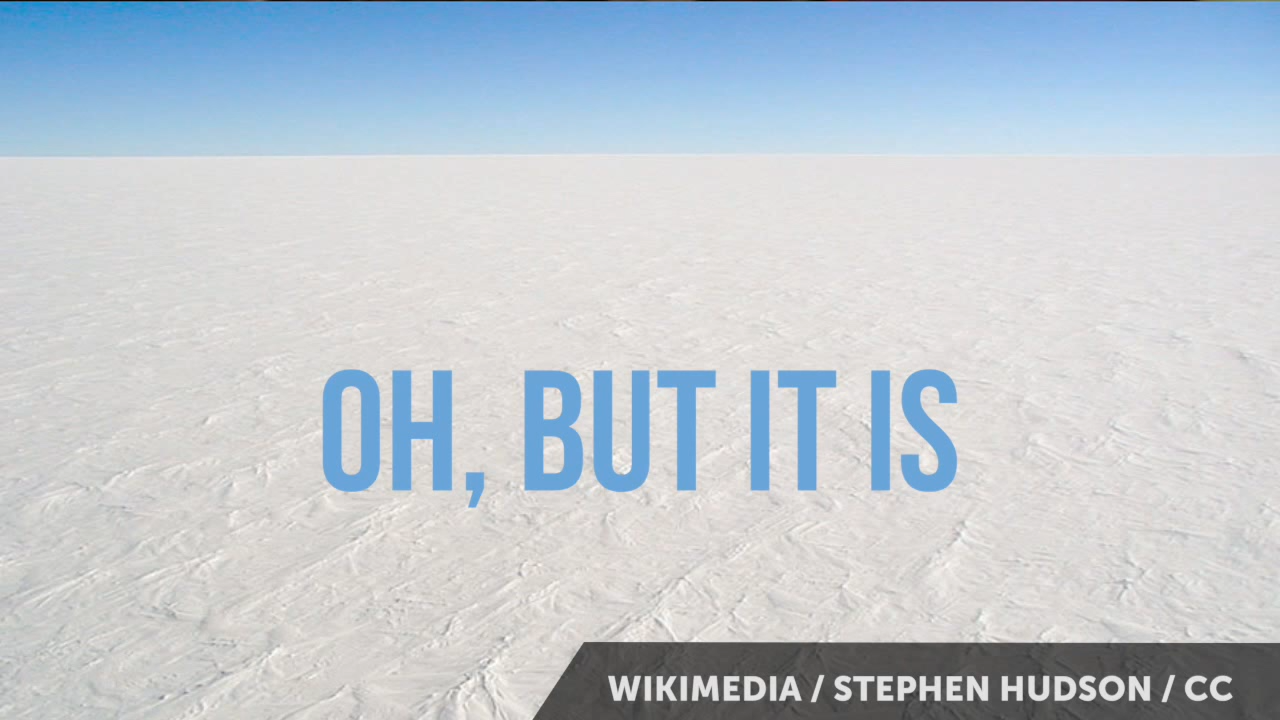 OH, BUT IT IS
WIKIMEDIA / STEPHEN HUDSON / CC